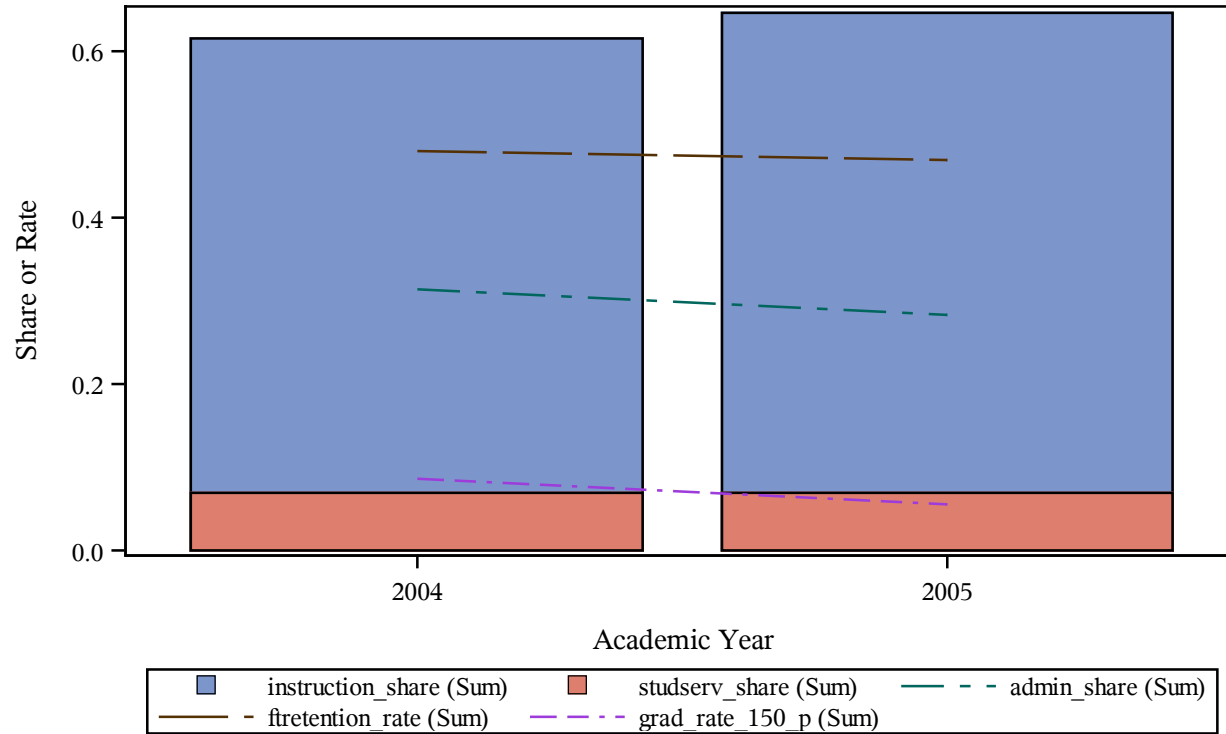 0.6
0.4
0.2
0.0
Share or Rate
2004
2005
Academic Year
instruction_share (Sum)
studserv_share (Sum)
admin_share (Sum)
ftretention_rate (Sum)
grad_rate_150_p (Sum)